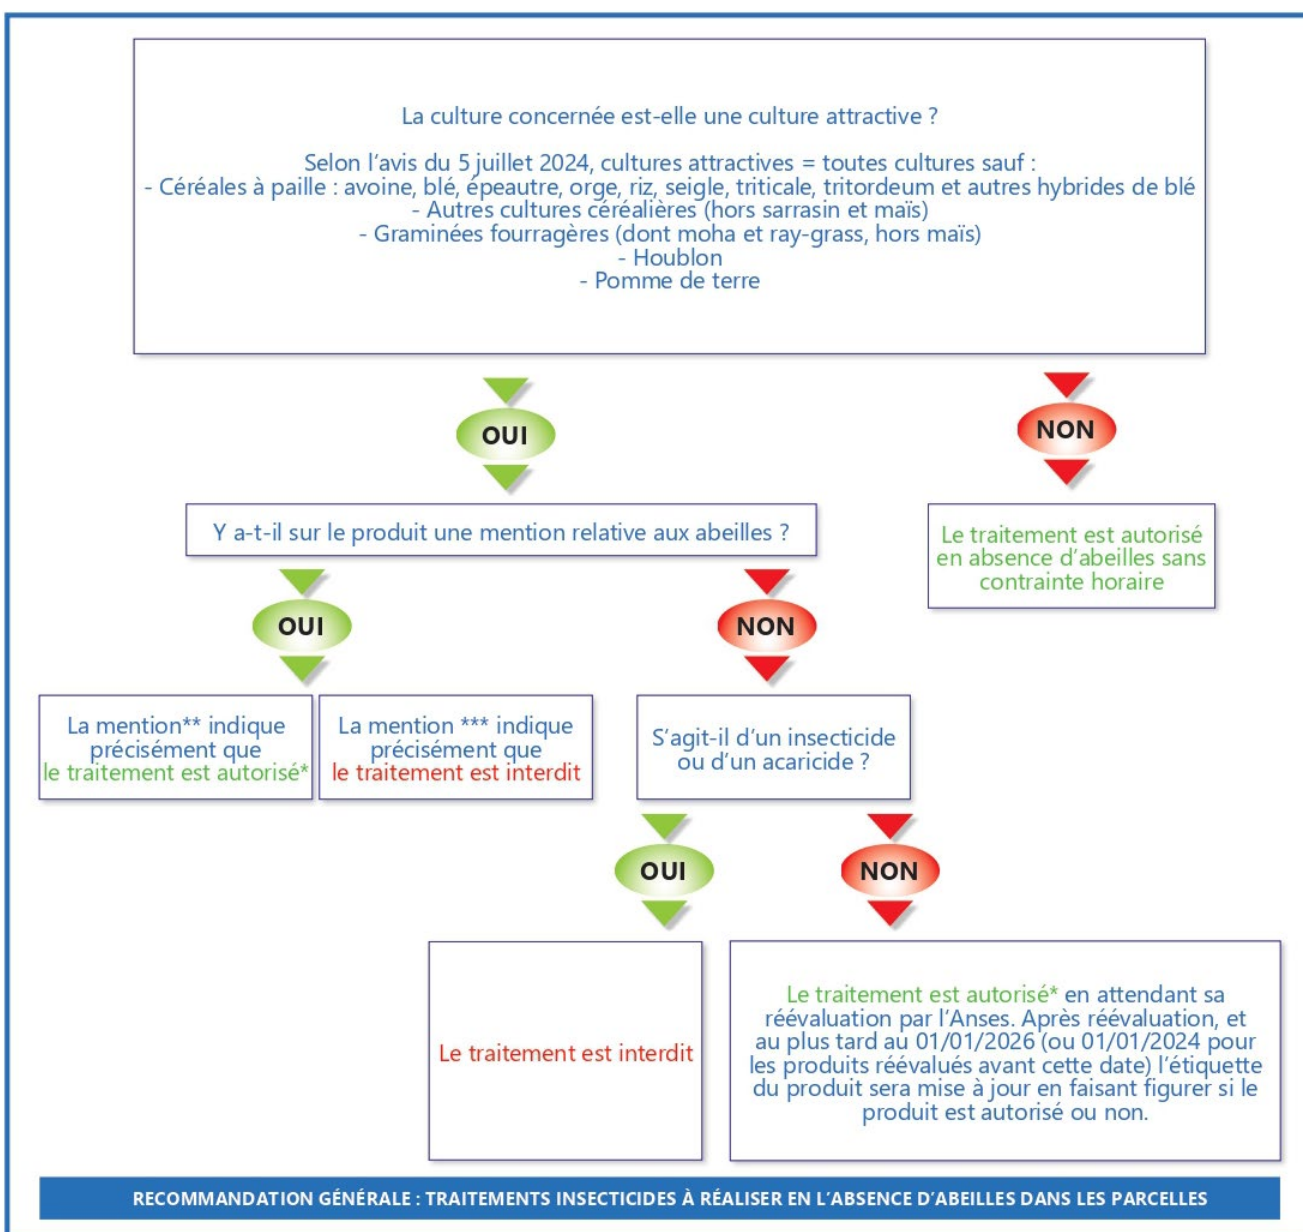 La culture concernée est-elle une culture attractive ?
Selon l'avis du 5 juillet 2024, cultures attractives = toutes cultures sauf :
- Céréales à paille : avoine, blé, épeautre, orge, riz, seigle, triticale, tritordeum et autres hybrides de blé
- Autres cultures céréalières (hors sarrasin et maïs)
- Graminées fourragères (dont moha et ray-grass, hors maïs)
- Houblon
- Pomme de terre
OUI
NON
Y a-t-il sur le produit une mention relative aux abeilles ?
Le traitement est autorisé
en absence d'abeilles sans
contrainte horaire
OUI
NON
La mention** indique
précisément que
le traitement est autorisé*
La mention *** indique
précisément que
le traitement est interdit
S'agit-il d'un insecticide
ou d'un acaricide ?
OUI
NON
Le traitement est interdit
Le traitement est autorisé* en attendant sa
réévaluation par l'Anses. Après réévaluation, et
au plus tard au 01/01/2026 (ou 01/01/2024 pour
les produits réévalués avant cette date) l'étiquette
du produit sera mise à jour en faisant figurer si le
produit est autorisé ou non.
RECOMMANDATION GÉNÉRALE : TRAITEMENTS INSECTICIDES À RÉALISER EN L'ABSENCE D'ABEILLES DANS LES PARCELLES